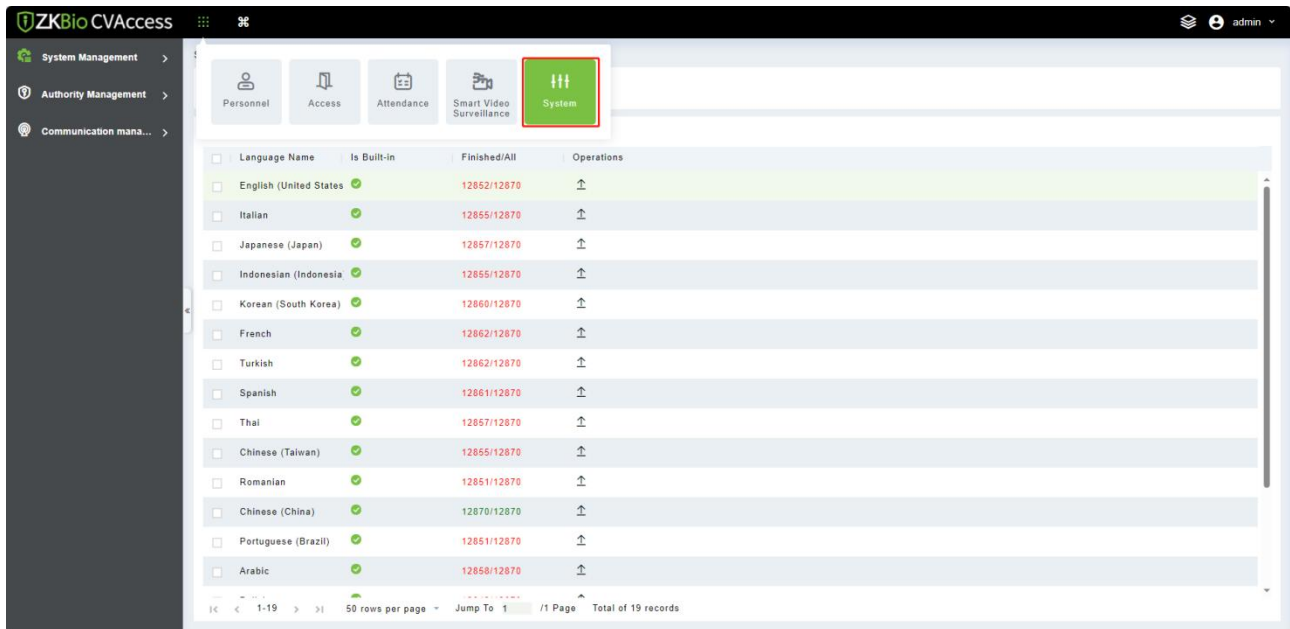 ZKBio CVAccess
admin
System Management
Authority Management
Communication mana...
Personnel
Access
Attendance
Smart Video
Surveillance
System
Language Name Is Built-in Finished/All Operations
English (United States 12852/12870
Italian 12855/12870
Japanese (Japan) 12857/12870
Indonesian (Indonesia 12855/12870
Korean (South Korea) 12860/12870
French 12862/12870
Turkish 12862/12870
Spanish 12861/12870
Thai 12857/12870
Chinese (Taiwan) 12855/12870
Romanian 12851/12870
Chinese (China) 12870/12870
Portuguese (Brazil) 12851/12870
Arabic 12858/12870
1-19 50 rows per page Jump To 1 /1 Page Total of 19 records